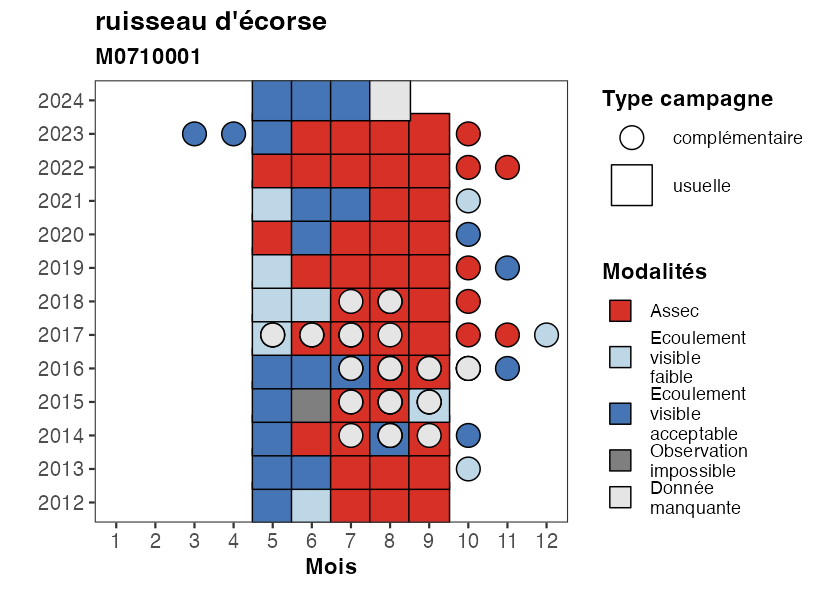 ruisseau d'écorse
M0710001
2024
2023
2022
2021
2020
2019
2018
2017
2016
2015
2014
2013
2012
1 2 3 4 5 6 7 8 9 10 11 12
Mois
Type campagne
complémentaire
usuelle
Modalités
Assec
Ecoulement
visible
faible
Ecoulement
visible
acceptable
Observation
impossible
Donnée
manquante